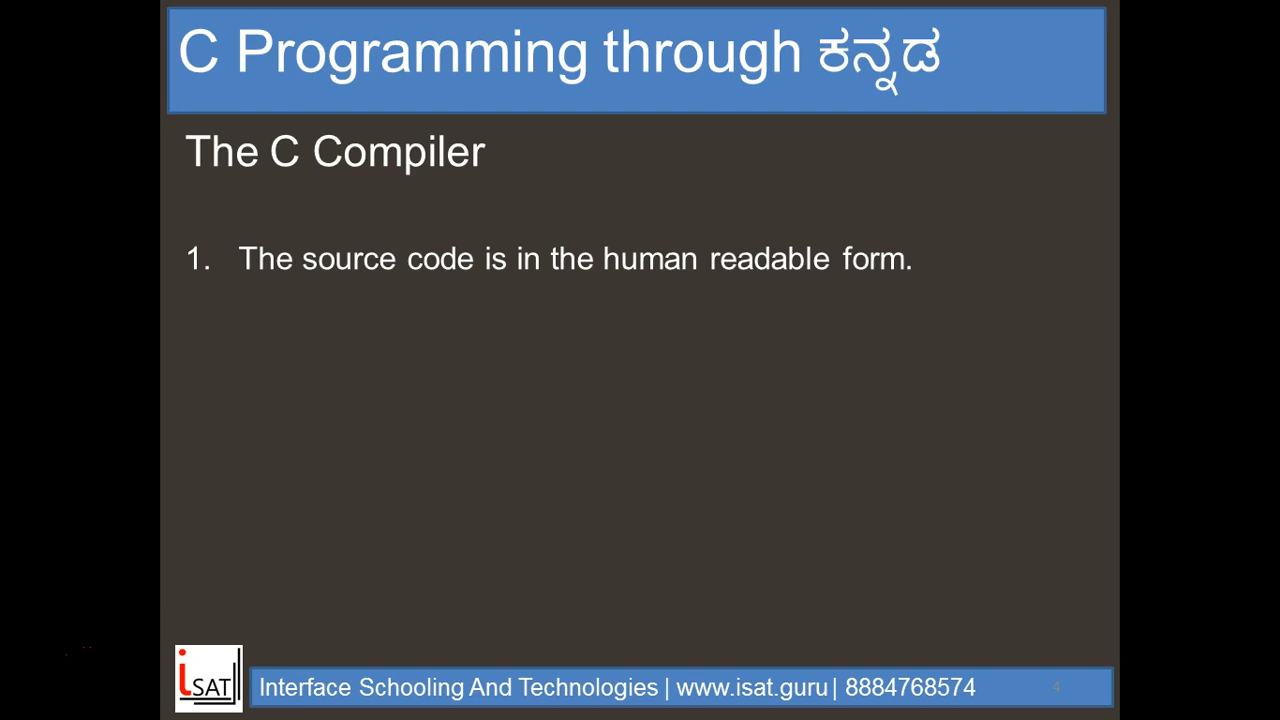 C Programming through ಕನ್ನಡ
The C Compiler
1. The source code is in the human readable form.
iSAT
Interface Schooling And Technologies | www.isat.guru | 8884768574
4